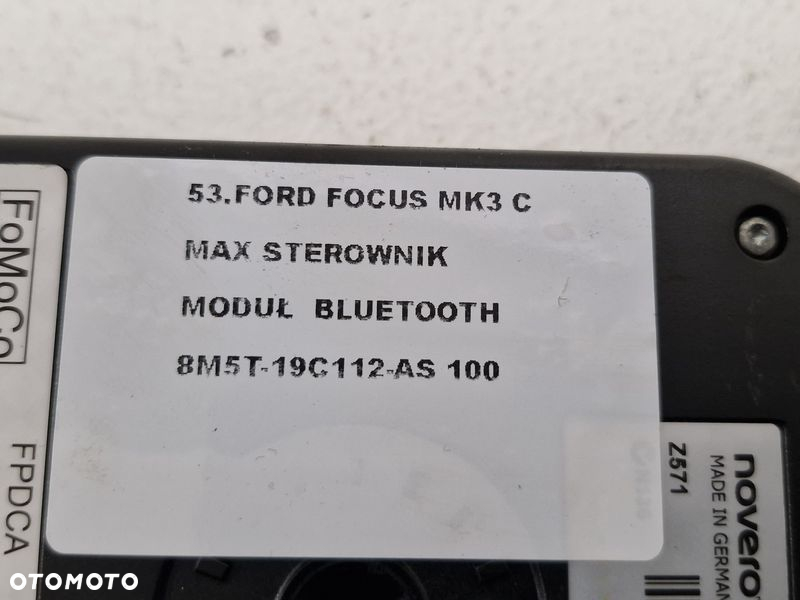 53.FORD FOCUS MK3 C
MAX STEROWNIK
MODUŁ BLUETOOTH
8M5T-19C112-AS 100
FoMoCo
FPDCA
Z571
novero
MADE IN GERMAN
OTOMOTO